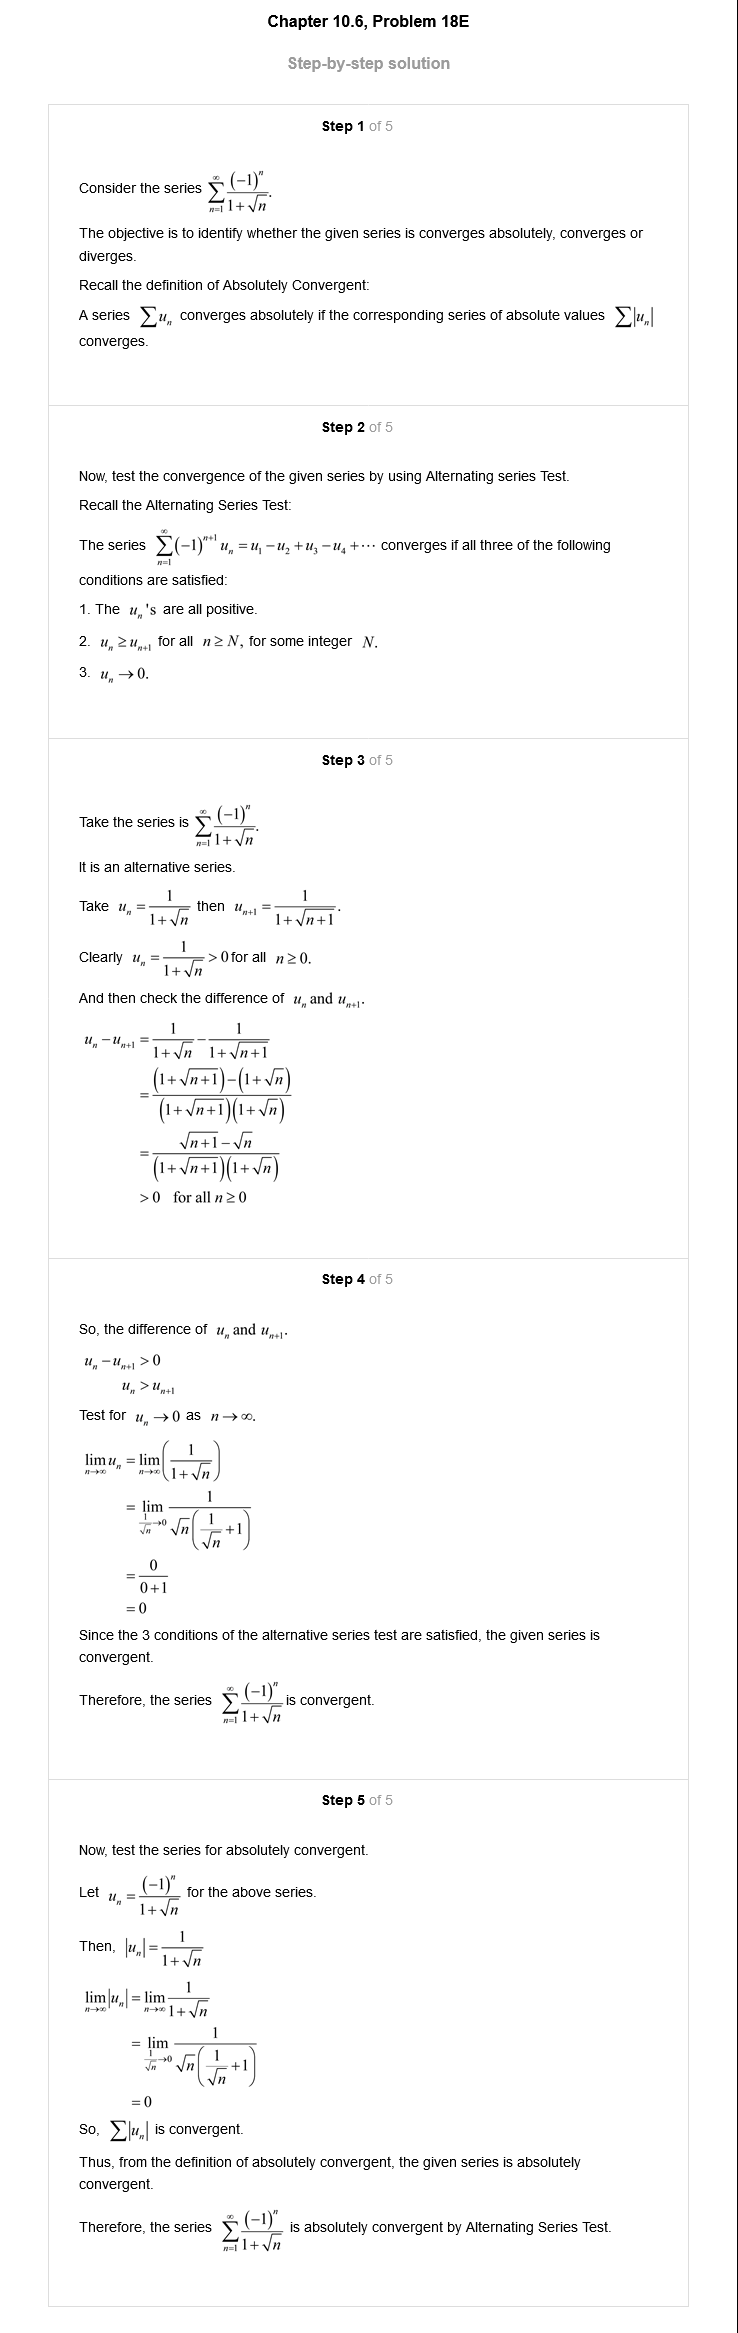 Chapter 10.6, Problem 18E
Step-by-step solution
Step 1 of 5
Consider the series $\sum_{n=1}^{\infty} \frac{(-1)^n}{1+\sqrt{n}}$.
The objective is to identify whether the given series is converges absolutely, converges or
diverges.
Recall the definition of Absolutely Convergent:
A series $\sum u_n$ converges absolutely if the corresponding series of absolute values $\sum |u_n|$
converges.
Step 2 of 5
Now, test the convergence of the given series by using Alternating series Test.
Recall the Alternating Series Test:
The series $\sum_{n=1}^{\infty} (-1)^{n+1} u_n = u_1 - u_2 + u_3 - u_4 + \cdots$ converges if all three of the following
conditions are satisfied:
1. The $u_n$'s are all positive.
2. $u_n \geq u_{n+1}$ for all $n \geq N$, for some integer $N$.
3. $u_n \to 0$.
Step 3 of 5
Take the series is $\sum_{n=1}^{\infty} \frac{(-1)^n}{1+\sqrt{n}}$.
It is an alternative series.
Take $u_n = \frac{1}{1+\sqrt{n}}$ then $u_{n+1} = \frac{1}{1+\sqrt{n+1}}$.
Clearly $u_n = \frac{1}{1+\sqrt{n}} > 0$ for all $n \geq 0$.
And then check the difference of $u_n$ and $u_{n+1}$.
$u_n - u_{n+1} = \frac{1}{1+\sqrt{n}} - \frac{1}{1+\sqrt{n+1}}$
$= \frac{(1+\sqrt{n+1})-(1+\sqrt{n})}{(1+\sqrt{n+1})(1+\sqrt{n})}$
$= \frac{\sqrt{n+1}-\sqrt{n}}{(1+\sqrt{n+1})(1+\sqrt{n})}$
$> 0$ for all $n \geq 0$
Step 4 of 5
So, the difference of $u_n$ and $u_{n+1}$.
$u_n - u_{n+1} > 0$
$u_n > u_{n+1}$
Test for $u_n \to 0$ as $n \to \infty$.
$\lim_{n \to \infty} u_n = \lim_{n \to \infty} \left( \frac{1}{1+\sqrt{n}} \right)$
$= \lim_{\frac{1}{\sqrt{n}} \to 0} \frac{1}{\sqrt{n} \left( \frac{1}{\sqrt{n}} + 1 \right)}$
$= \frac{0}{0+1}$
$= 0$
Since the 3 conditions of the alternative series test are satisfied, the given series is
convergent.
Therefore, the series $\sum_{n=1}^{\infty} \frac{(-1)^n}{1+\sqrt{n}}$ is convergent.
Step 5 of 5
Now, test the series for absolutely convergent.
Let $u_n = \frac{(-1)^n}{1+\sqrt{n}}$ for the above series.
Then, $|u_n| = \frac{1}{1+\sqrt{n}}$
$\lim_{n \to \infty} |u_n| = \lim_{n \to \infty} \frac{1}{1+\sqrt{n}}$
$= \lim_{\frac{1}{\sqrt{n}} \to 0} \frac{1}{\sqrt{n} \left( \frac{1}{\sqrt{n}} + 1 \right)}$
$= 0$
So, $\sum |u_n|$ is convergent.
Thus, from the definition of absolutely convergent, the given series is absolutely
convergent.
Therefore, the series $\sum_{n=1}^{\infty} \frac{(-1)^n}{1+\sqrt{n}}$ is absolutely convergent by Alternating Series Test.